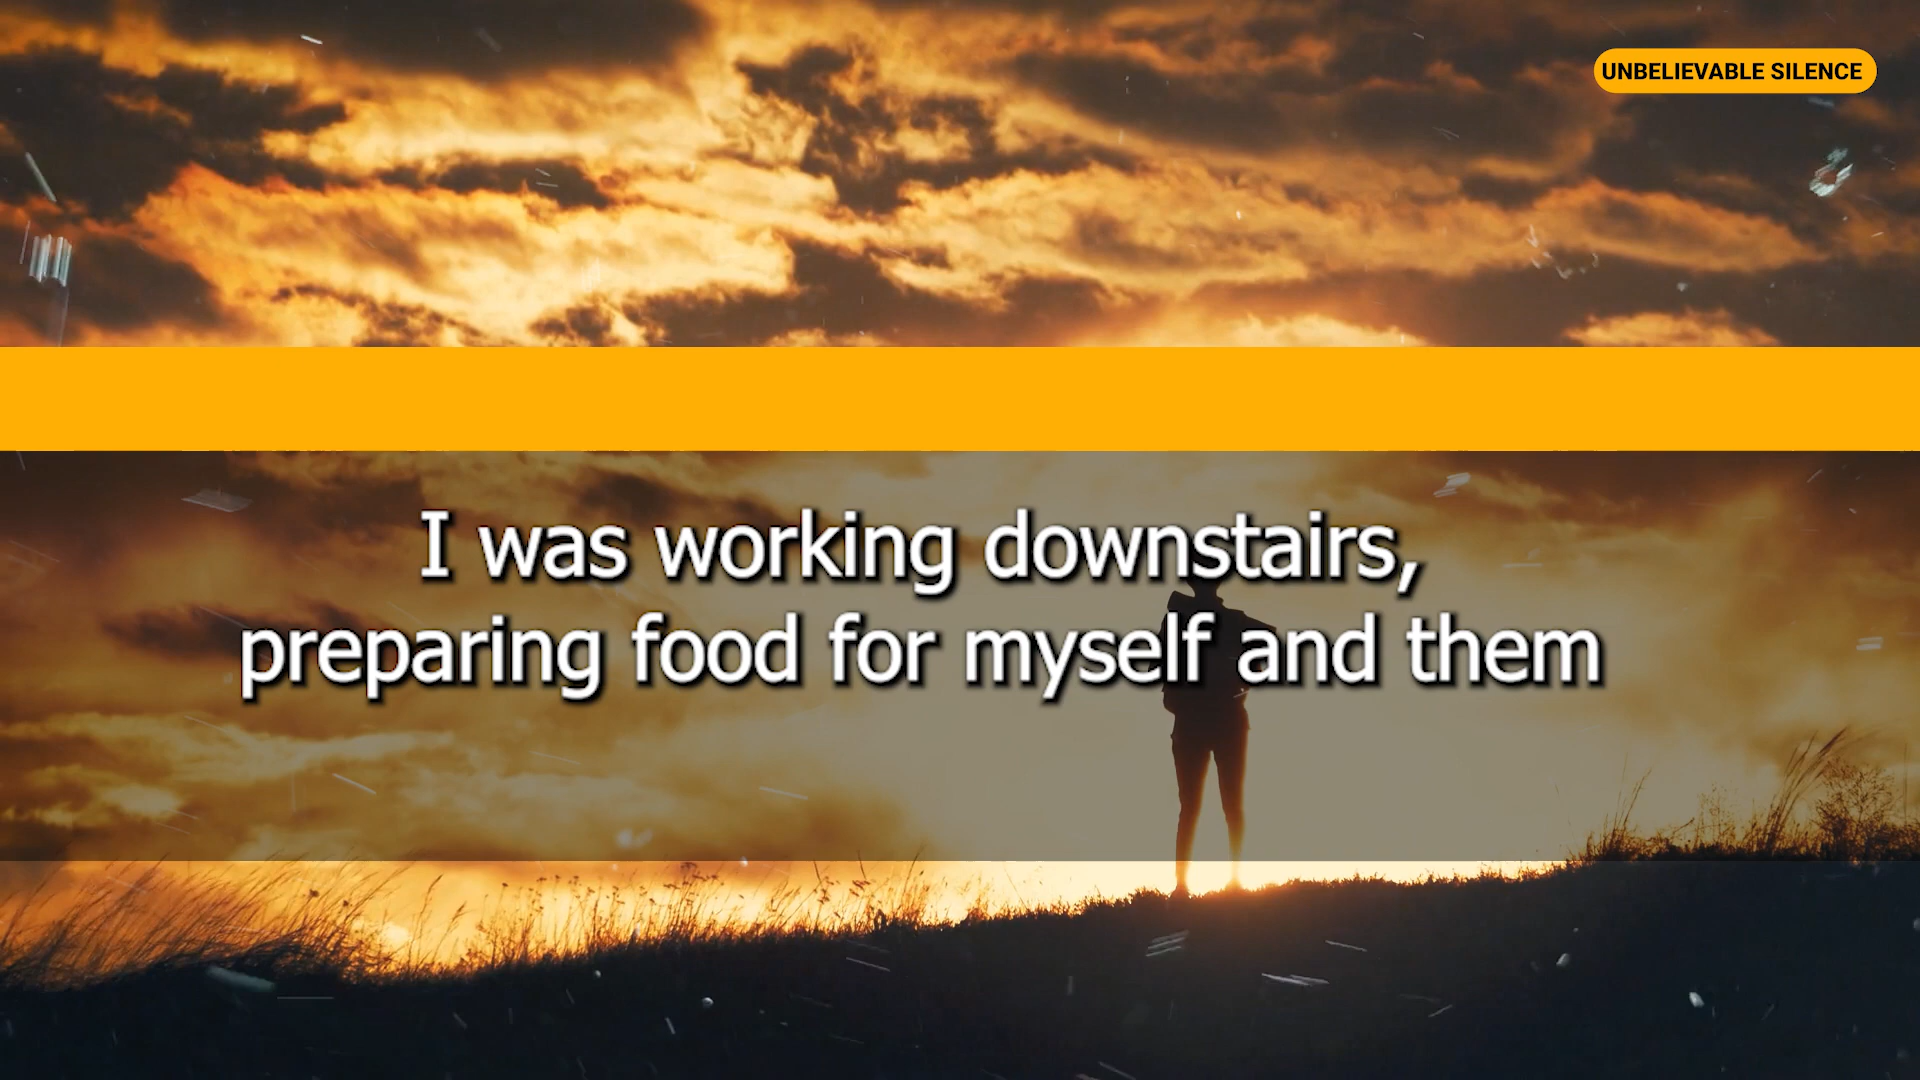 UNBELIEVABLE SILENCE
I was working downstairs,
preparing food for myself and them